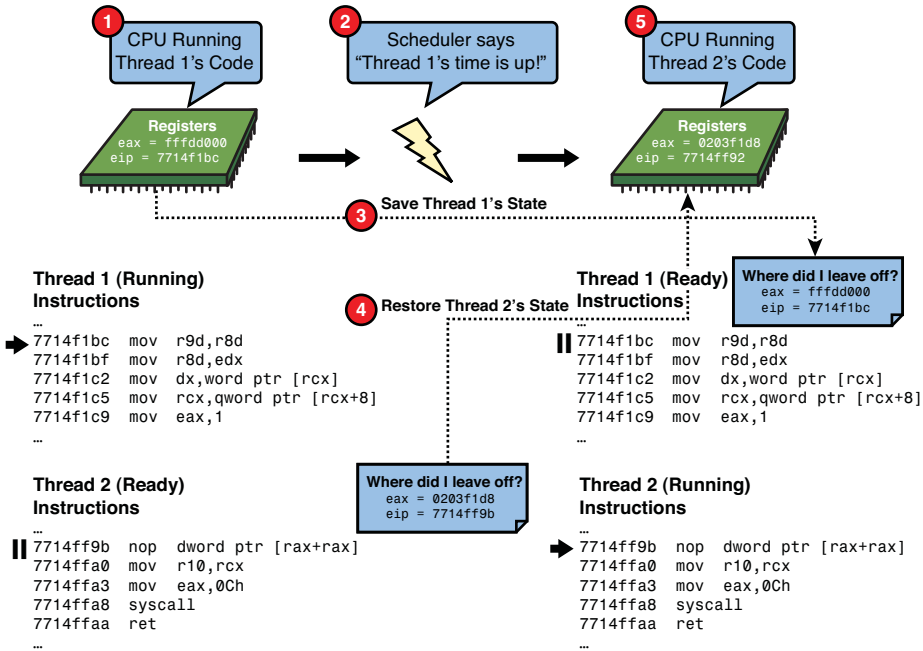 1
CPU Running
Thread 1's Code
2
Scheduler says
“Thread 1's time is up!”
5
CPU Running
Thread 2's Code
Registers
eax = fffdd000
eip = 7714f1bc
Registers
eax = 0203f1d8
eip = 7714ff92
3
Save Thread 1's State
Thread 1 (Running)
Instructions
…
7714f1bc mov r9d,r8d
7714f1bf mov r8d,edx
7714f1c2 mov dx,word ptr [rcx]
7714f1c5 mov rcx,qword ptr [rcx+8]
7714f1c9 mov eax,1
…
4
Restore Thread 2's State
Thread 1 (Ready)
Instructions
…
7714f1bc mov r9d,r8d
7714f1bf mov r8d,edx
7714f1c2 mov dx,word ptr [rcx]
7714f1c5 mov rcx,qword ptr [rcx+8]
7714f1c9 mov eax,1
…
Where did I leave off?
eax = fffdd000
eip = 7714f1bc
Thread 2 (Ready)
Instructions
…
7714ff9b nop dword ptr [rax+rax]
7714ffa0 mov r10,rcx
7714ffa3 mov eax,0Ch
7714ffa8 syscall
7714ffaa ret
…
Where did I leave off?
eax = 0203f1d8
eip = 7714ff9b
Thread 2 (Running)
Instructions
…
7714ff9b nop dword ptr [rax+rax]
7714ffa0 mov r10,rcx
7714ffa3 mov eax,0Ch
7714ffa8 syscall
7714ffaa ret
…